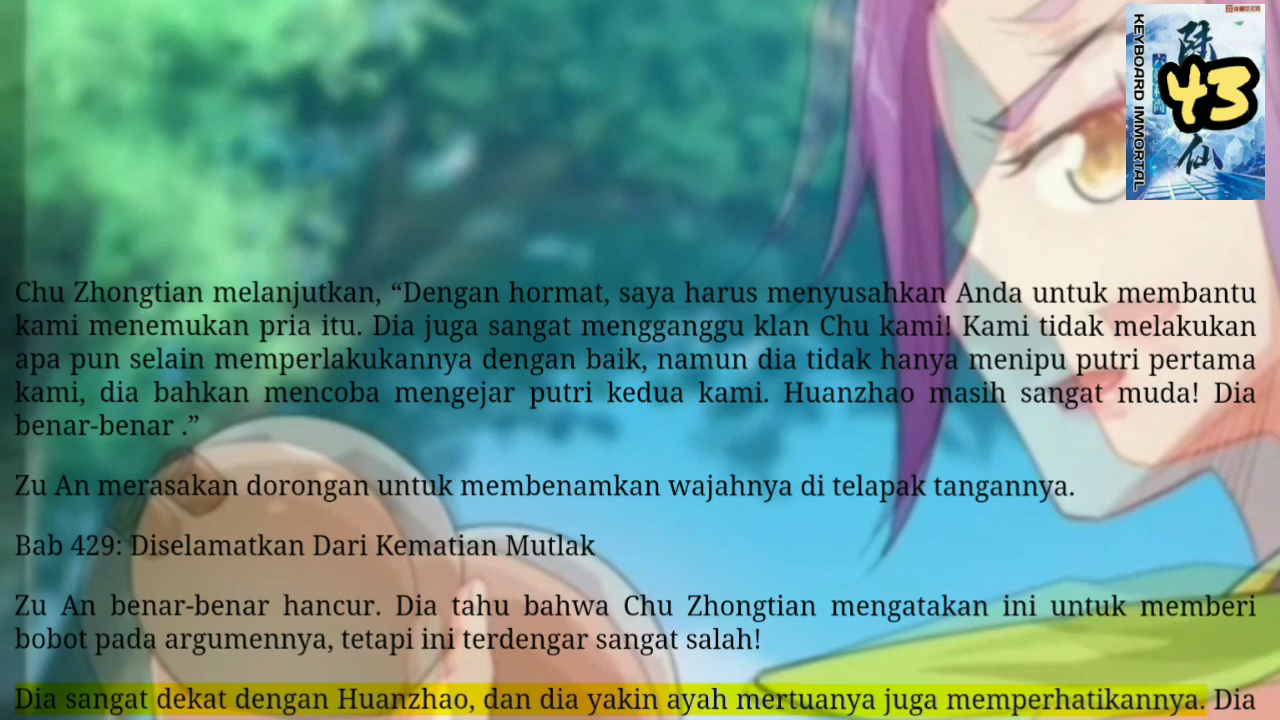 KEYBOARD IMMORTAL
陆
43
仙
Chu Zhongtian melanjutkan, “Dengan hormat, saya harus menyusahkan Anda untuk membantu
kami menemukan pria itu. Dia juga sangat mengganggu klan Chu kami! Kami tidak melakukan
apa pun selain memperlakukannya dengan baik, namun dia tidak hanya menipu putri pertama
kami, dia bahkan mencoba mengejar putri kedua kami. Huanzhao masih sangat muda! Dia
benar-benar .”
Zu An merasakan dorongan untuk membenamkan wajahnya di telapak tangannya.
Bab 429: Diselamatkan Dari Kematian Mutlak
Zu An benar-benar hancur. Dia tahu bahwa Chu Zhongtian mengatakan ini untuk memberi
bobot pada argumennya, tetapi ini terdengar sangat salah!
Dia sangat dekat dengan Huanzhao, dan dia yakin ayah mertuanya juga memperhatikannya. Dia